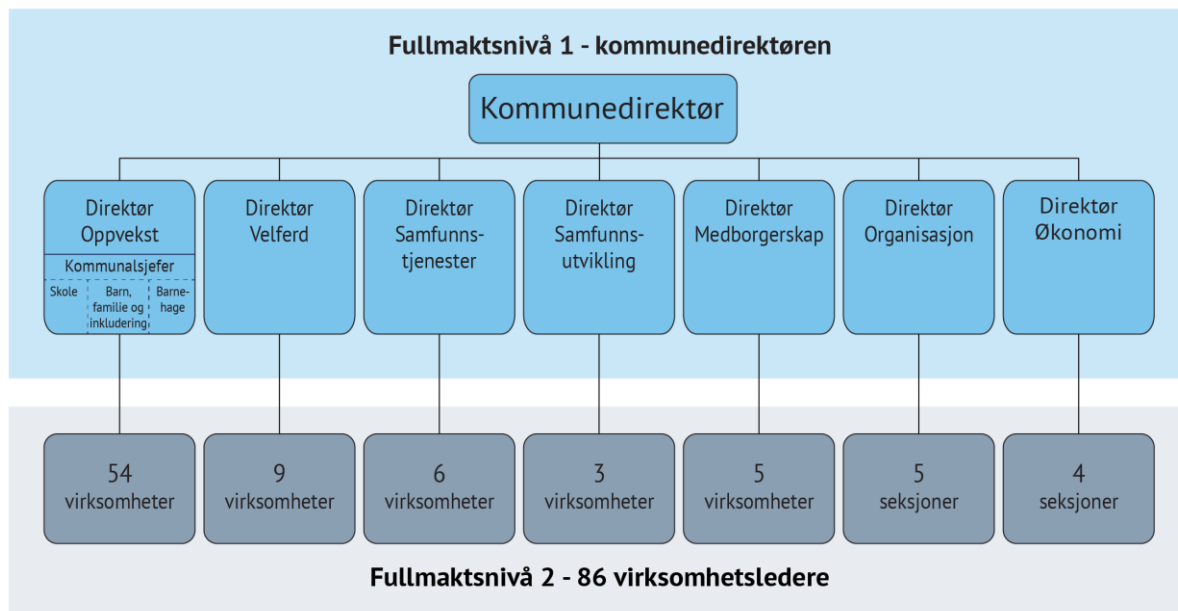 Fullmaktsnivå 1 - kommunedirektøren
Kommunedirektør
Direktør
Oppvekst
Kommunalsjefer
Skole
Barn,
familie og
inkludering
Barne-
hage
Direktør
Velferd
Direktør
Samfunns-
tjenester
Direktør
Samfunns-
utvikling
Direktør
Medborgerskap
Direktør
Organisasjon
Direktør
Økonomi
54
virksomheter
9
virksomheter
6
virksomheter
3
virksomheter
5
virksomheter
5
seksjoner
4
seksjoner
Fullmaktsnivå 2 - 86 virksomhetsledere